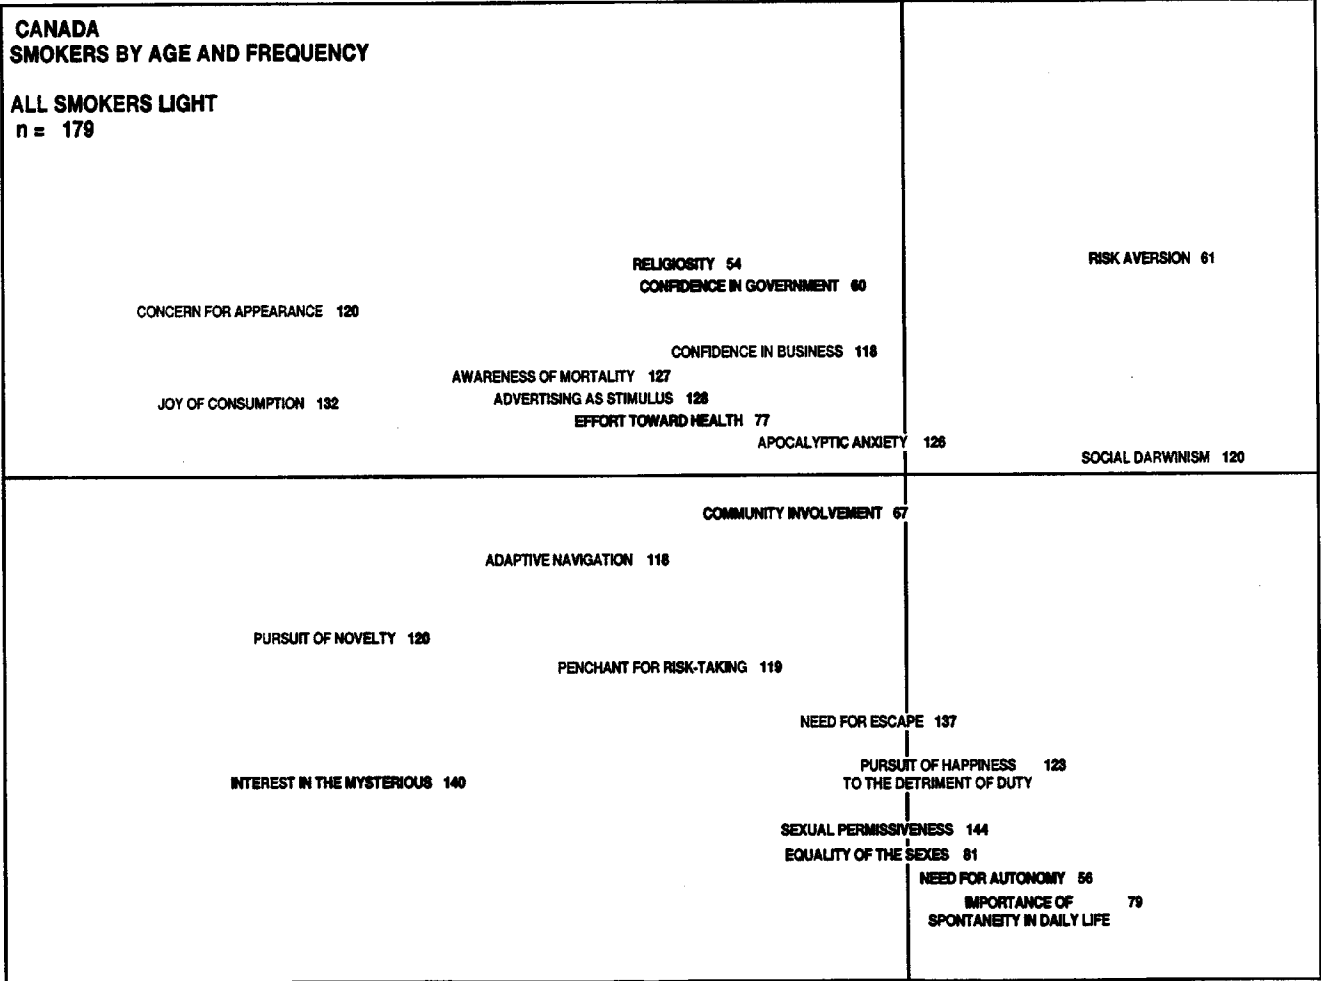 CANADA
SMOKERS BY AGE AND FREQUENCY
ALL SMOKERS LIGHT
n = 179
RELIGIOSITY 54
RISK AVERSION 61
CONFIDENCE IN GOVERNMENT 60
CONCERN FOR APPEARANCE 120
CONFIDENCE IN BUSINESS 118
AWARENESS OF MORTALITY 127
JOY OF CONSUMPTION 132
ADVERTISING AS STIMULUS 128
EFFORT TOWARD HEALTH 77
APOCALYPTIC ANXIETY 126
SOCIAL DARWINISM 120
COMMUNITY INVOLVEMENT 67
ADAPTIVE NAVIGATION 118
PURSUIT OF NOVELTY 126
PENCHANT FOR RISK-TAKING 119
NEED FOR ESCAPE 137
PURSUIT OF HAPPINESS 123
TO THE DETRIMENT OF DUTY
INTEREST IN THE MYSTERIOUS 140
SEXUAL PERMISSIVENESS 144
EQUALITY OF THE SEXES 81
NEED FOR AUTONOMY 56
IMPORTANCE OF 79
SPONTANEITY IN DAILY LIFE